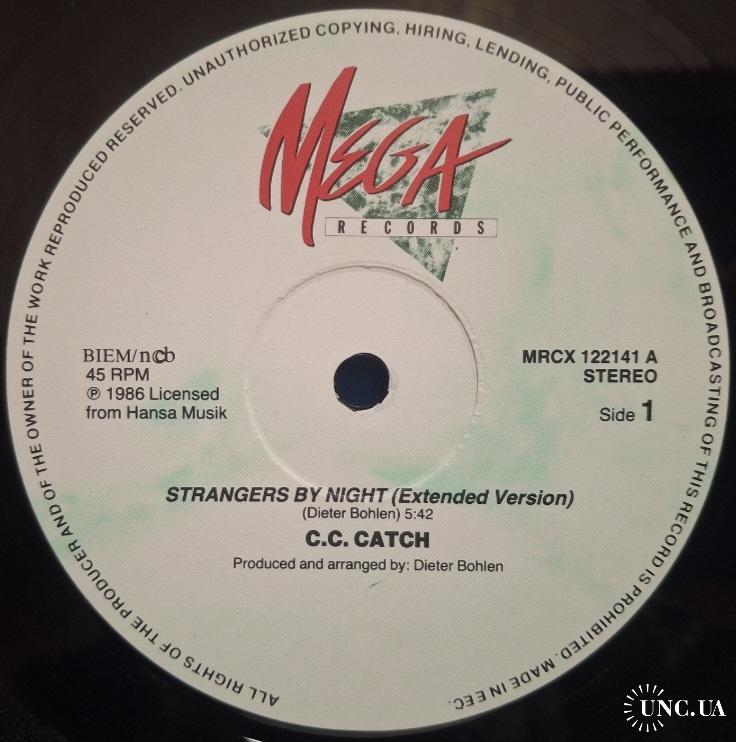 ALL RIGHTS OF THE PRODUCER AND OF THE OWNER OF THE WORK REPRODUCED RESERVED. UNAUTHORIZED COPYING, HIRING, LENDING, PUBLIC PERFORMANCE AND BROADCASTING OF THIS RECORD IS PROHIBITED. MADE IN EEC.
MEGA
RECORDS
BIEM/ncb
45 RPM
℗ 1986 Licensed
from Hansa Musik
MRCX 122141 A
STEREO
Side 1
STRANGERS BY NIGHT (Extended Version)
(Dieter Bohlen) 5:42
C.C. CATCH
Produced and arranged by: Dieter Bohlen
UNC.UA